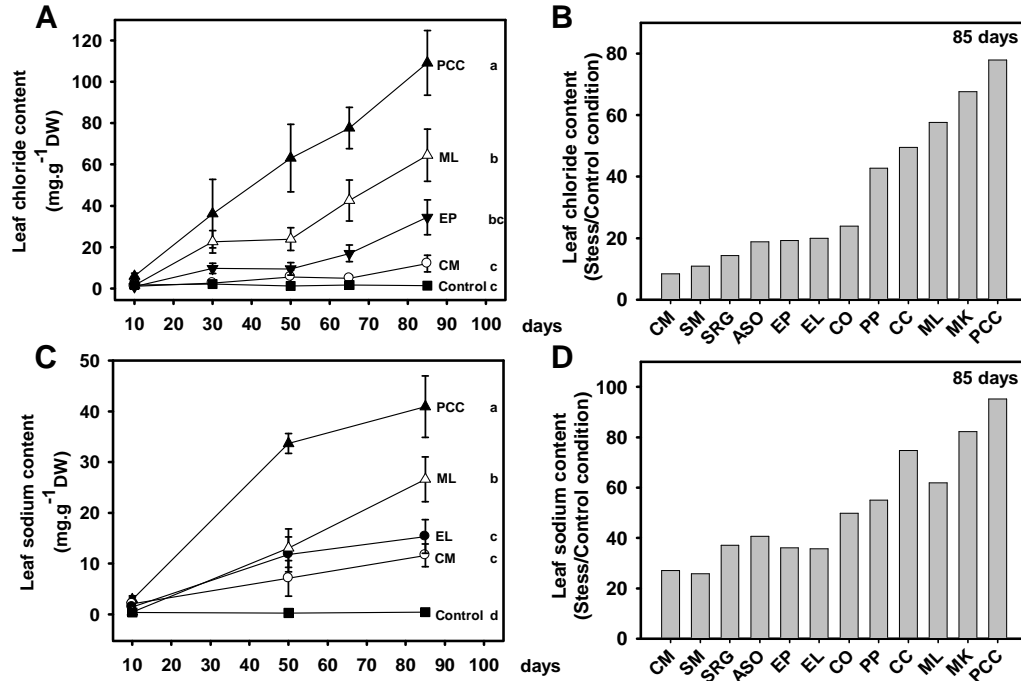 A
Leaf chloride content
(mg.g-1DW)
120
100
80
60
40
20
0
PCC a
ML b
EP bc
CM c
Control c
10 20 30 40 50 60 70 80 90 100 days
B
85 days
Leaf chloride content
(Stess/Control condition)
80
60
40
20
0
CM SM SRG ASO EP EL CO PP CC ML MK PCC
C
Leaf sodium content
(mg.g-1DW)
50
40
30
20
10
0
PCC a
ML b
EL c
CM c
Control d
10 20 30 40 50 60 70 80 90 100 days
D
85 days
Leaf sodium content
(Stess/Control condition)
100
80
60
40
20
0
CM SM SRG ASO EP EL CO PP CC ML MK PCC